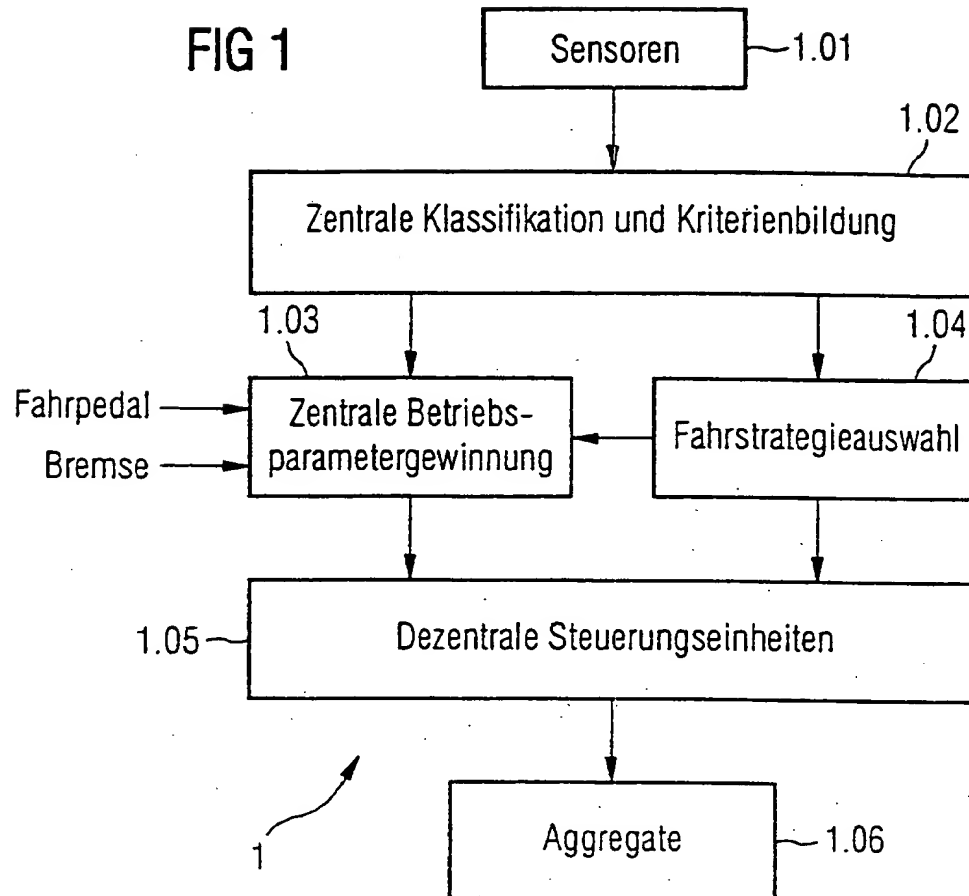 FIG 1
Sensoren
1.01
1.02
Zentrale Klassifikation und Kriterienbildung
1.03
1.04
Fahrpedal
Bremse
Zentrale Betriebs-
parametergewinnung
Fahrstrategieauswahl
1.05
Dezentrale Steuerungseinheiten
1
Aggregate
1.06